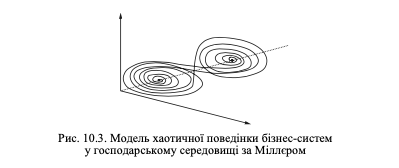 Рис. 10.3. Модель хаотичної поведінки бізнес-систем
у господарському середовищі за Міллєром